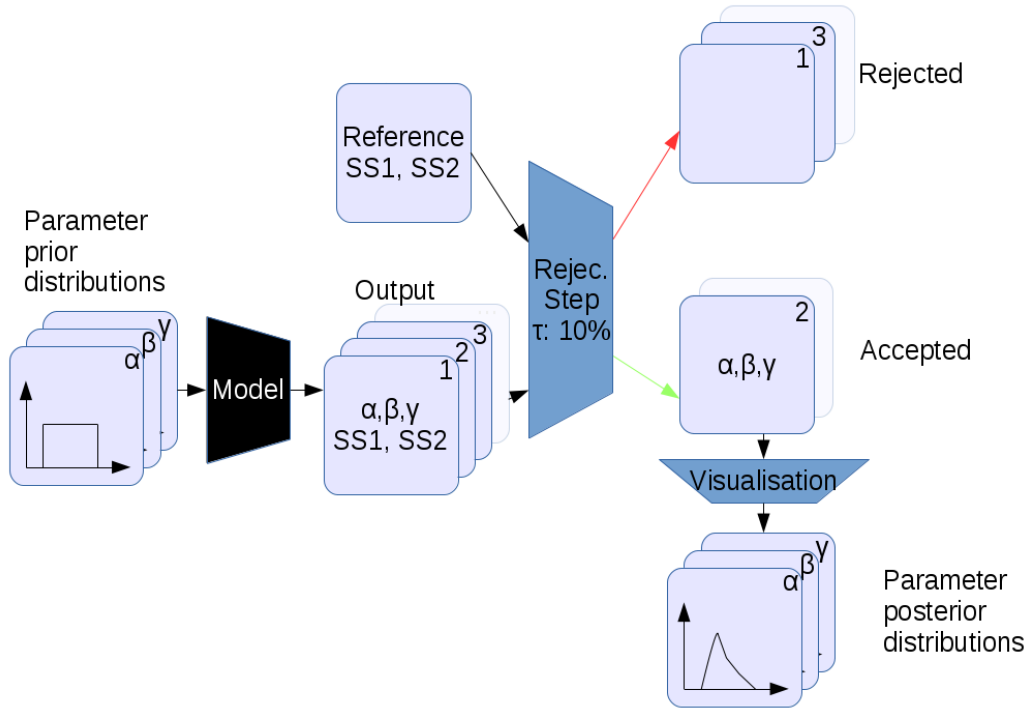 3
1
Rejected
Reference
SS1, SS2
Parameter
prior
distributions
γ
β
α
Model
Output
...
3
2
1
α,β,γ
SS1, SS2
Rejec.
Step
τ: 10%
2
α,β,γ
Accepted
Visualisation
γ
β
α
Parameter
posterior
distributions